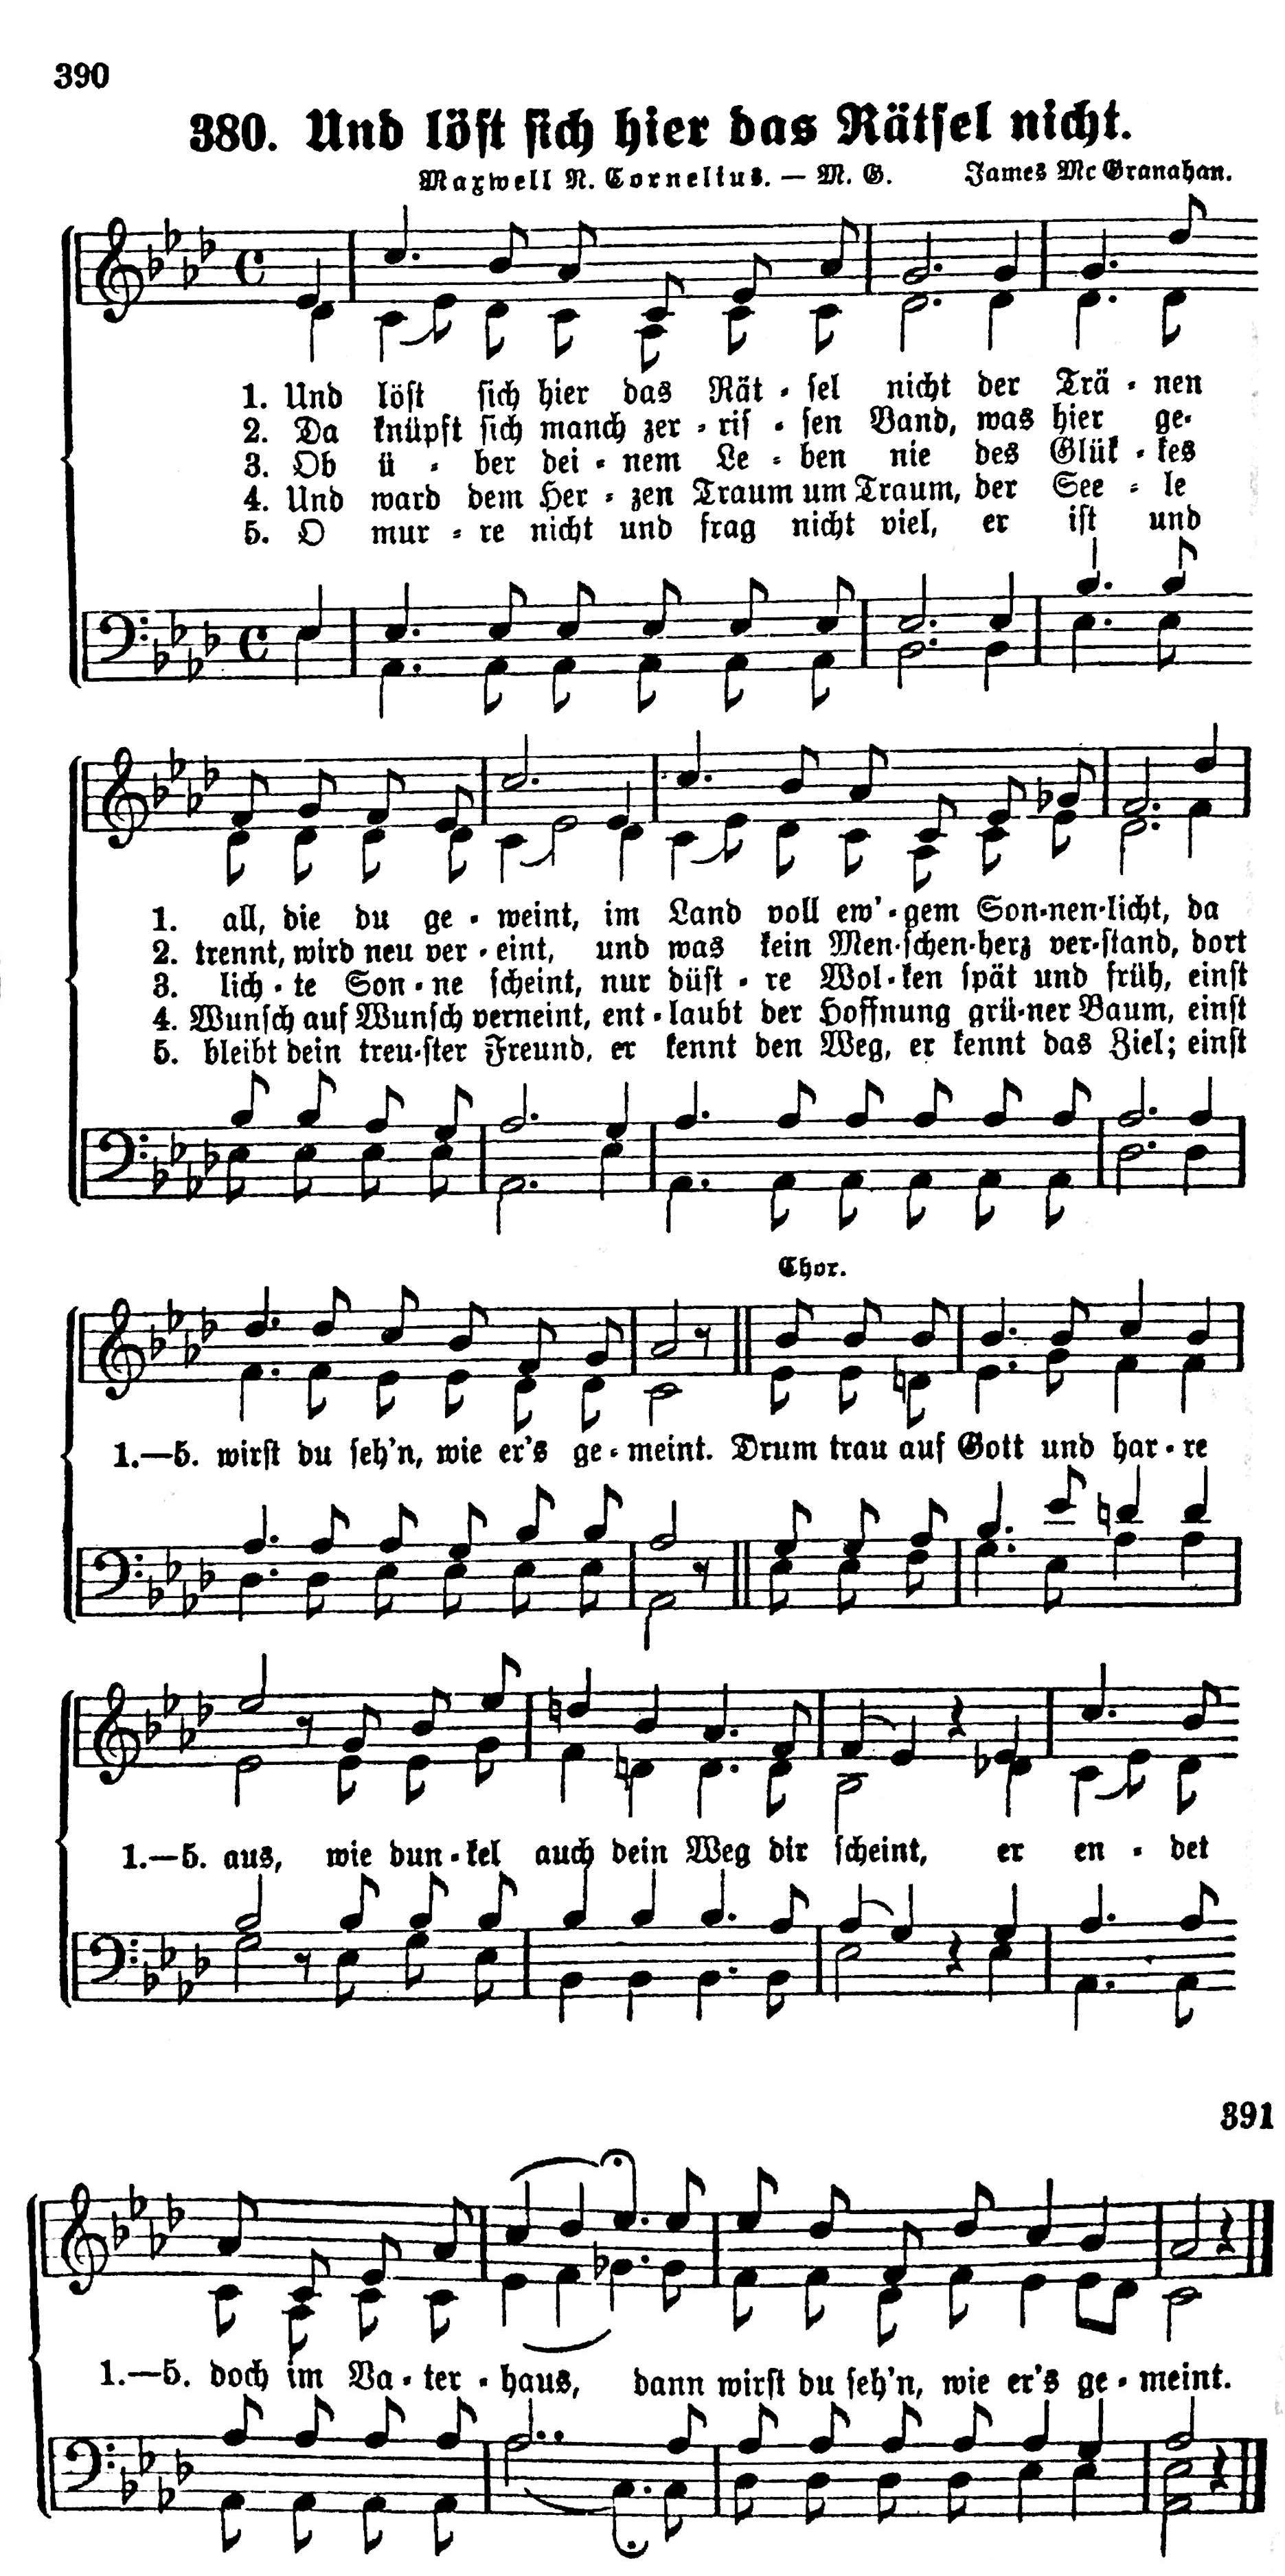 390
380. Und löst sich hier das Rätsel nicht.
Maxwell N. Cornelius. — M. G. James Mc Granahan.
1. Und löst sich hier das Rät - sel nicht der Trä - nen
2. Da knüpft sich manch zer - ris - sen Band, was hier ge-
3. Ob ü - ber dei - nem Le - ben nie des Glük - kes
4. Und ward dem Her - zen Traum um Traum, der See - le
5. O mur - re nicht und frag nicht viel, er ist und
1. all, die du ge - weint, im Land voll ew'-gem Son-nen-licht, da
2. trennt, wird neu ver - eint, und was kein Men-schen-herz ver-stand, dort
3. lich - te Son - ne scheint, nur düst - re Wol-ken spät und früh, einst
4. Wunsch auf Wunsch verneint, ent - laubt der Hoffnung grü-ner Baum, einst
5. bleibt dein treu-ster Freund, er kennt den Weg, er kennt das Ziel; einst
Chor.
1.—5. wirst du seh'n, wie er's ge - meint. Drum trau auf Gott und har - re
1.—5. aus, wie dun - kel auch dein Weg dir scheint, er en - det
391
1.—5. doch im Va - ter - haus, dann wirst du seh'n, wie er's ge - meint.